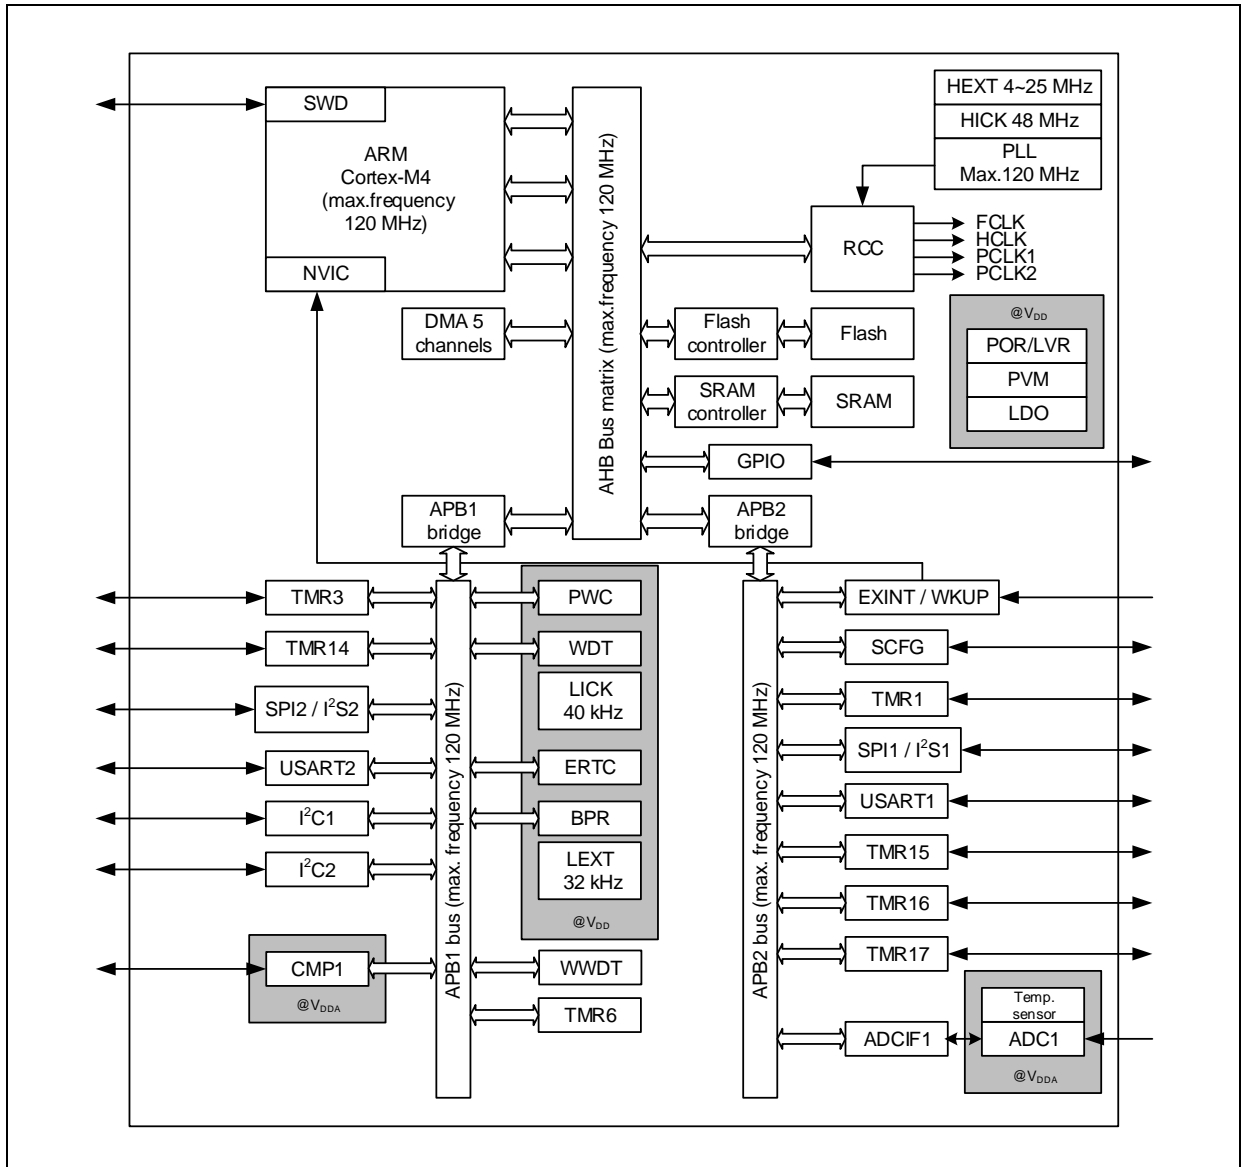 SWD
ARM
Cortex-M4
(max.frequency
120 MHz)
NVIC
DMA 5
channels
AHB Bus matrix (max.frequency 120 MHz)
HEXT 4~25 MHz
HICK 48 MHz
PLL
Max.120 MHz
RCC
FCLK
HCLK
PCLK1
PCLK2
@VDD
POR/LVR
PVM
LDO
Flash
controller
Flash
SRAM
controller
SRAM
GPIO
APB1
bridge
APB2
bridge
TMR3
TMR14
SPI2 / I²S2
USART2
I²C1
I²C2
CMP1
@VDDA
APB1 bus (max. frequency 120 MHz)
PWC
WDT
LICK
40 kHz
ERTC
BPR
LEXT
32 kHz
@VDD
WWDT
TMR6
APB2 bus (max. frequency 120 MHz)
EXINT / WKUP
SCFG
TMR1
SPI1 / I²S1
USART1
TMR15
TMR16
TMR17
ADCIF1
Temp.
sensor
ADC1
@VDDA